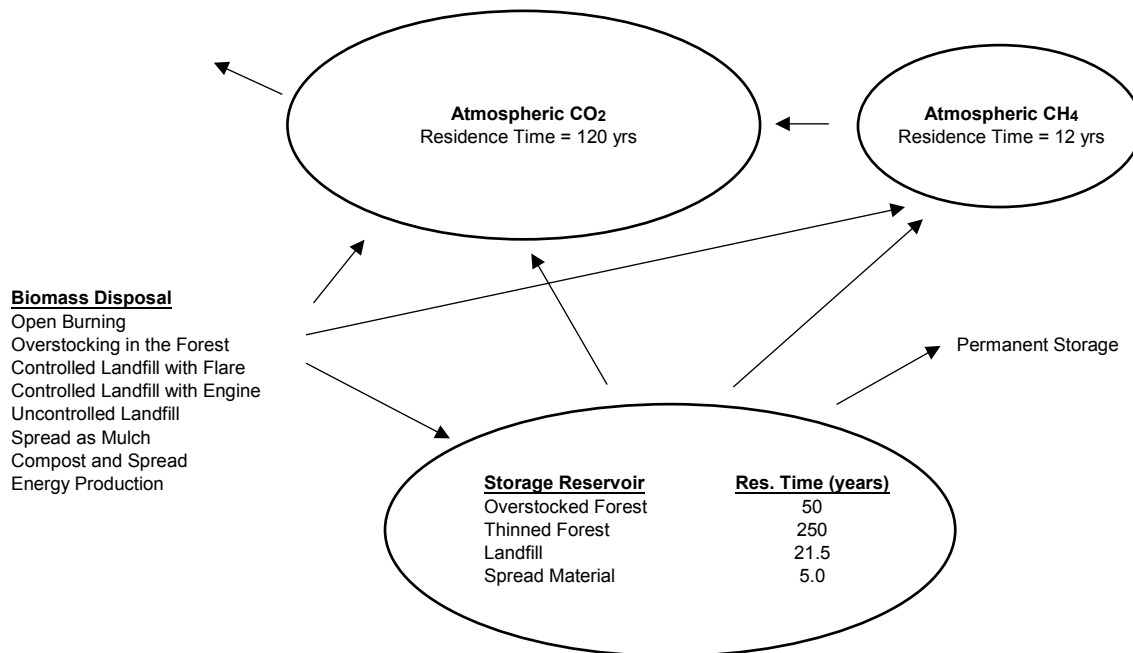 Atmospheric CO2
Residence Time = 120 yrs
Atmospheric CH4
Residence Time = 12 yrs
Biomass Disposal
Open Burning
Overstocking in the Forest
Controlled Landfill with Flare
Controlled Landfill with Engine
Uncontrolled Landfill
Spread as Mulch
Compost and Spread
Energy Production
Permanent Storage
Storage Reservoir Res. Time (years)
Overstocked Forest 50
Thinned Forest 250
Landfill 21.5
Spread Material 5.0